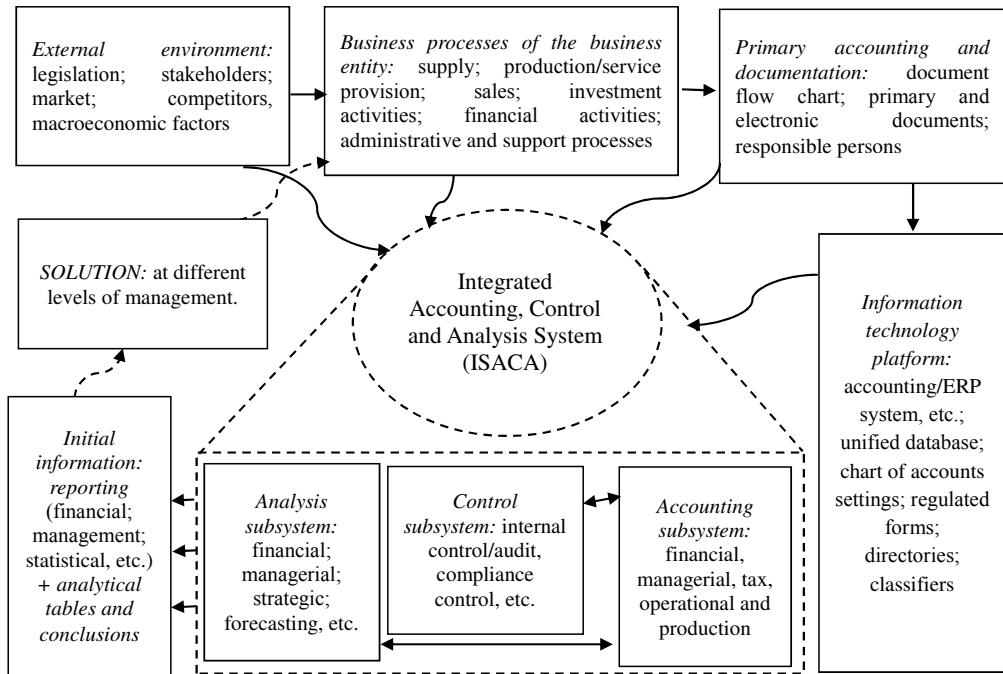 External environment:
legislation; stakeholders;
market; competitors,
macroeconomic factors
Business processes of the business
entity: supply; production/service
provision; sales; investment
activities; financial activities;
administrative and support processes
Primary accounting and
documentation: document
flow chart; primary and
electronic documents;
responsible persons
SOLUTION: at different
levels of management.
Integrated
Accounting, Control
and Analysis System
(ISACA)
Information
technology
platform:
accounting/ERP
system, etc.;
unified database;
chart of accounts
settings; regulated
forms;
directories;
classifiers
Initial
information:
reporting
(financial;
management;
statistical, etc.)
+ analytical
tables and
conclusions
Analysis
subsystem:
financial;
managerial;
strategic;
forecasting, etc.
Control
subsystem: internal
control/audit,
compliance
control, etc.
Accounting
subsystem:
financial,
managerial, tax,
operational and
production